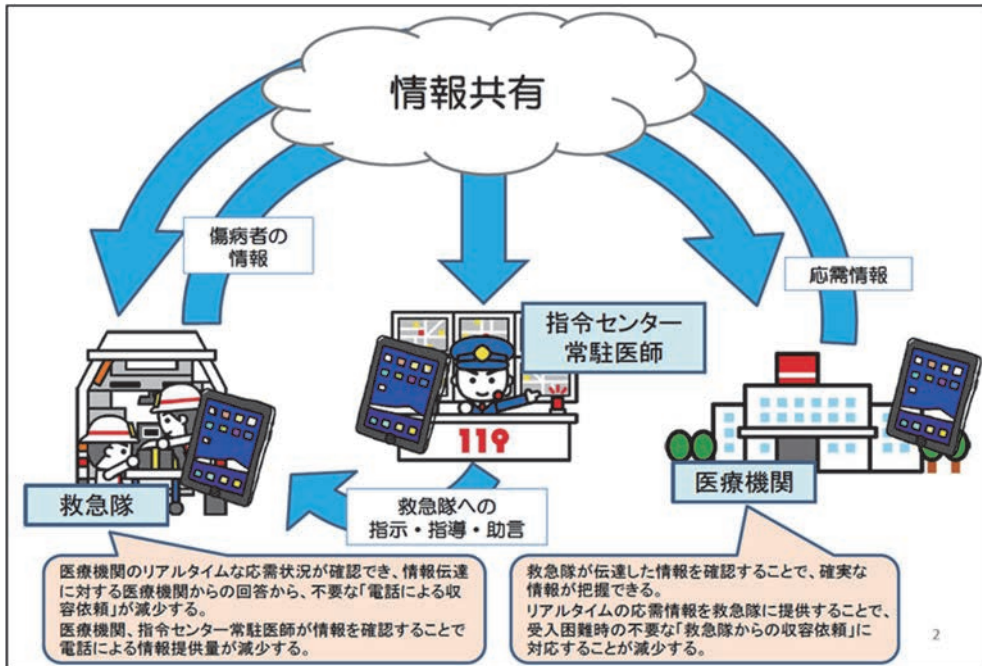 情報共有
傷病者の
情報
応需情報
指令センター
常駐医師
119
救急隊
救急隊への
指示・指導・助言
医療機関
医療機関のリアルタイムな応需状況が確認でき、情報伝達
に対する医療機関からの回答から、不要な「電話による収
容依頼」が減少する。
医療機関、指令センター常駐医師が情報を確認することで
電話による情報提供量が減少する。
救急隊が伝達した情報を確認することで、確実な
情報が把握できる。
リアルタイムの応需情報を救急隊に提供することで、
受入困難時の不要な「救急隊からの収容依頼」に
対応することが減少する。
2